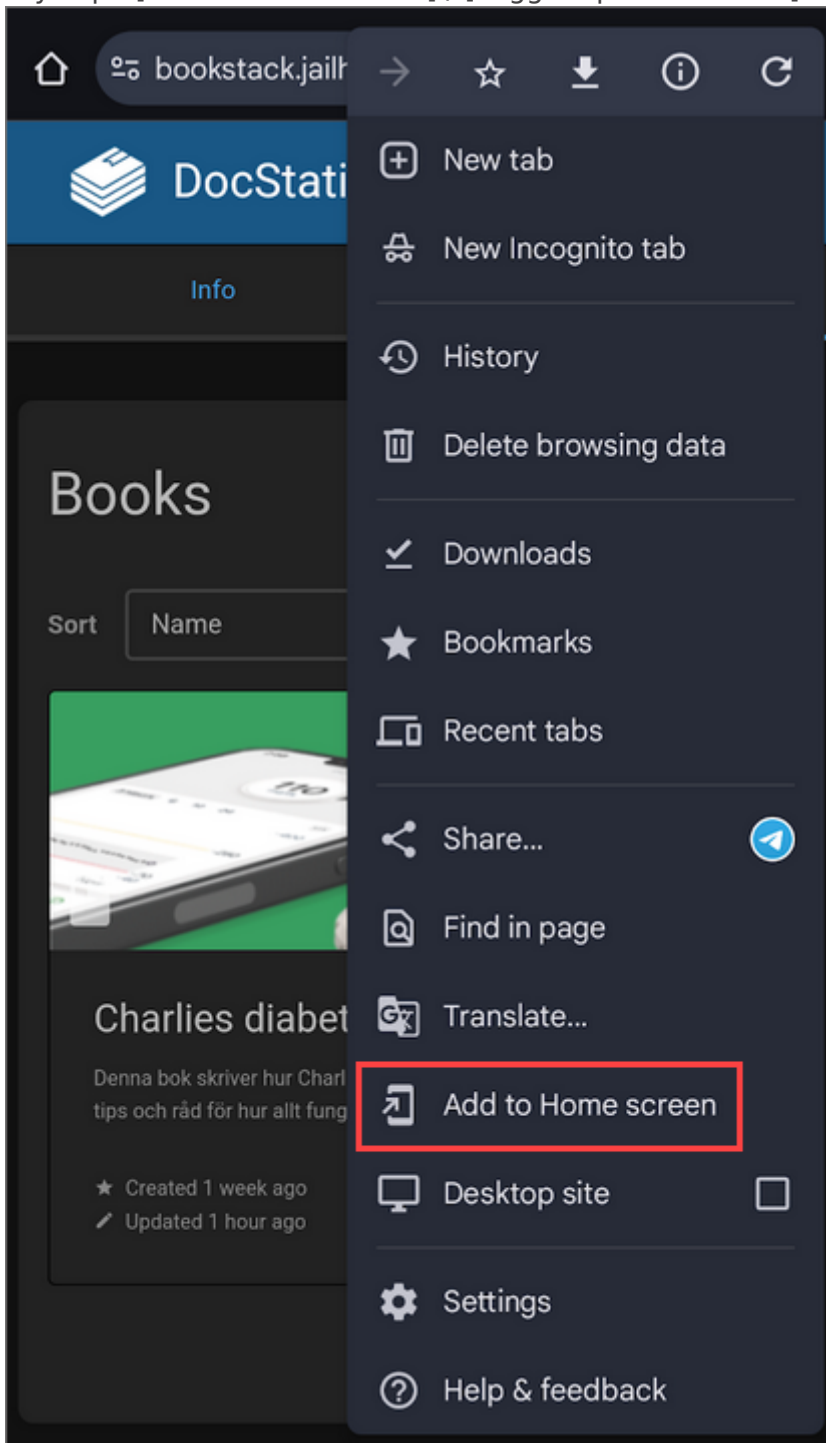 bookstack.jailh
DocStati
Info
Books
Sort
Name
110
Charlies diabet
Denna bok skriver hur Charl
tips och råd för hur allt fung
Created 1 week ago
Updated 1 hour ago
New tab
New Incognito tab
History
Delete browsing data
Downloads
Bookmarks
Recent tabs
Share...
Find in page
Translate...
Add to Home screen
Desktop site
Settings
Help & feedback